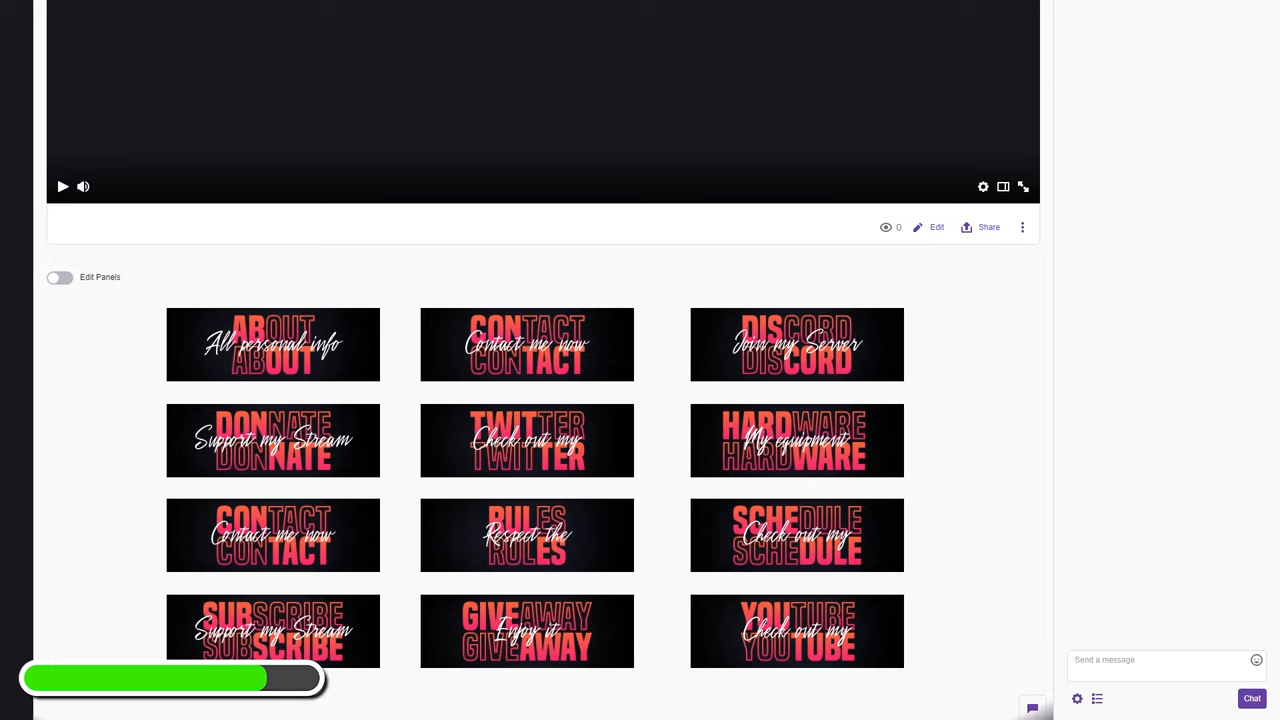 0 Edit Share
Edit Panels
ABOUT
All personal info
ABOUT
CONTACT
Contact me now
CONTACT
DISCORD
Join my Server
DISCORD
DONNATE
Support my Stream
DONNATE
TWITTER
Check out my
TWITTER
HARDWARE
My equipment
HARDWARE
CONTACT
Contact me now
CONTACT
RULES
Respect the
RULES
SCHEDULE
Check out my
SCHEDULE
SUBSCRIBE
Support my Stream
SUBSCRIBE
GIVEAWAY
Enjoy it
GIVEAWAY
YOUTUBE
Check out my
YOUTUBE
Send a message
Chat